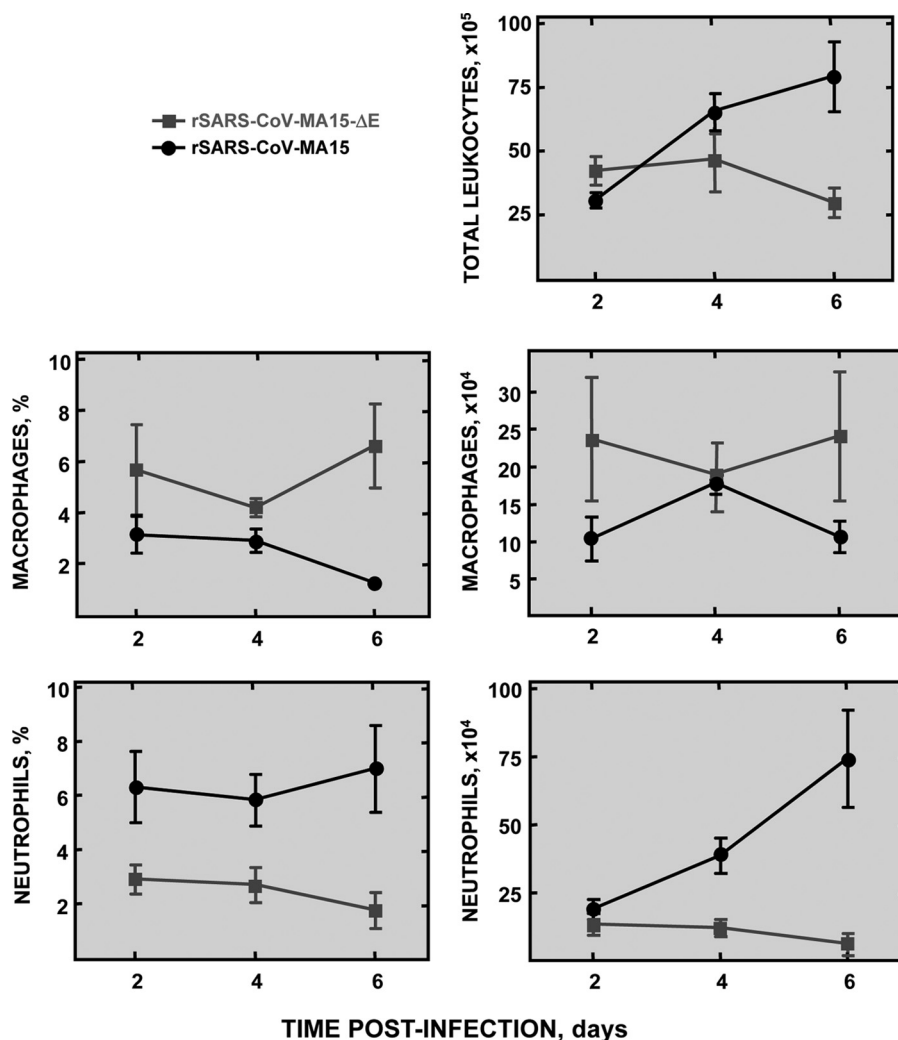 rSARS-CoV-MA15-ΔE
rSARS-CoV-MA15
TOTAL LEUKOCYTES, x10⁵
100
75
50
25
2 4 6
MACROPHAGES, %
10
8
6
4
2
2 4 6
MACROPHAGES, x10⁴
30
25
20
15
10
5
2 4 6
NEUTROPHILS, %
10
8
6
4
2
2 4 6
NEUTROPHILS, x10⁴
100
75
50
25
2 4 6
TIME POST-INFECTION, days